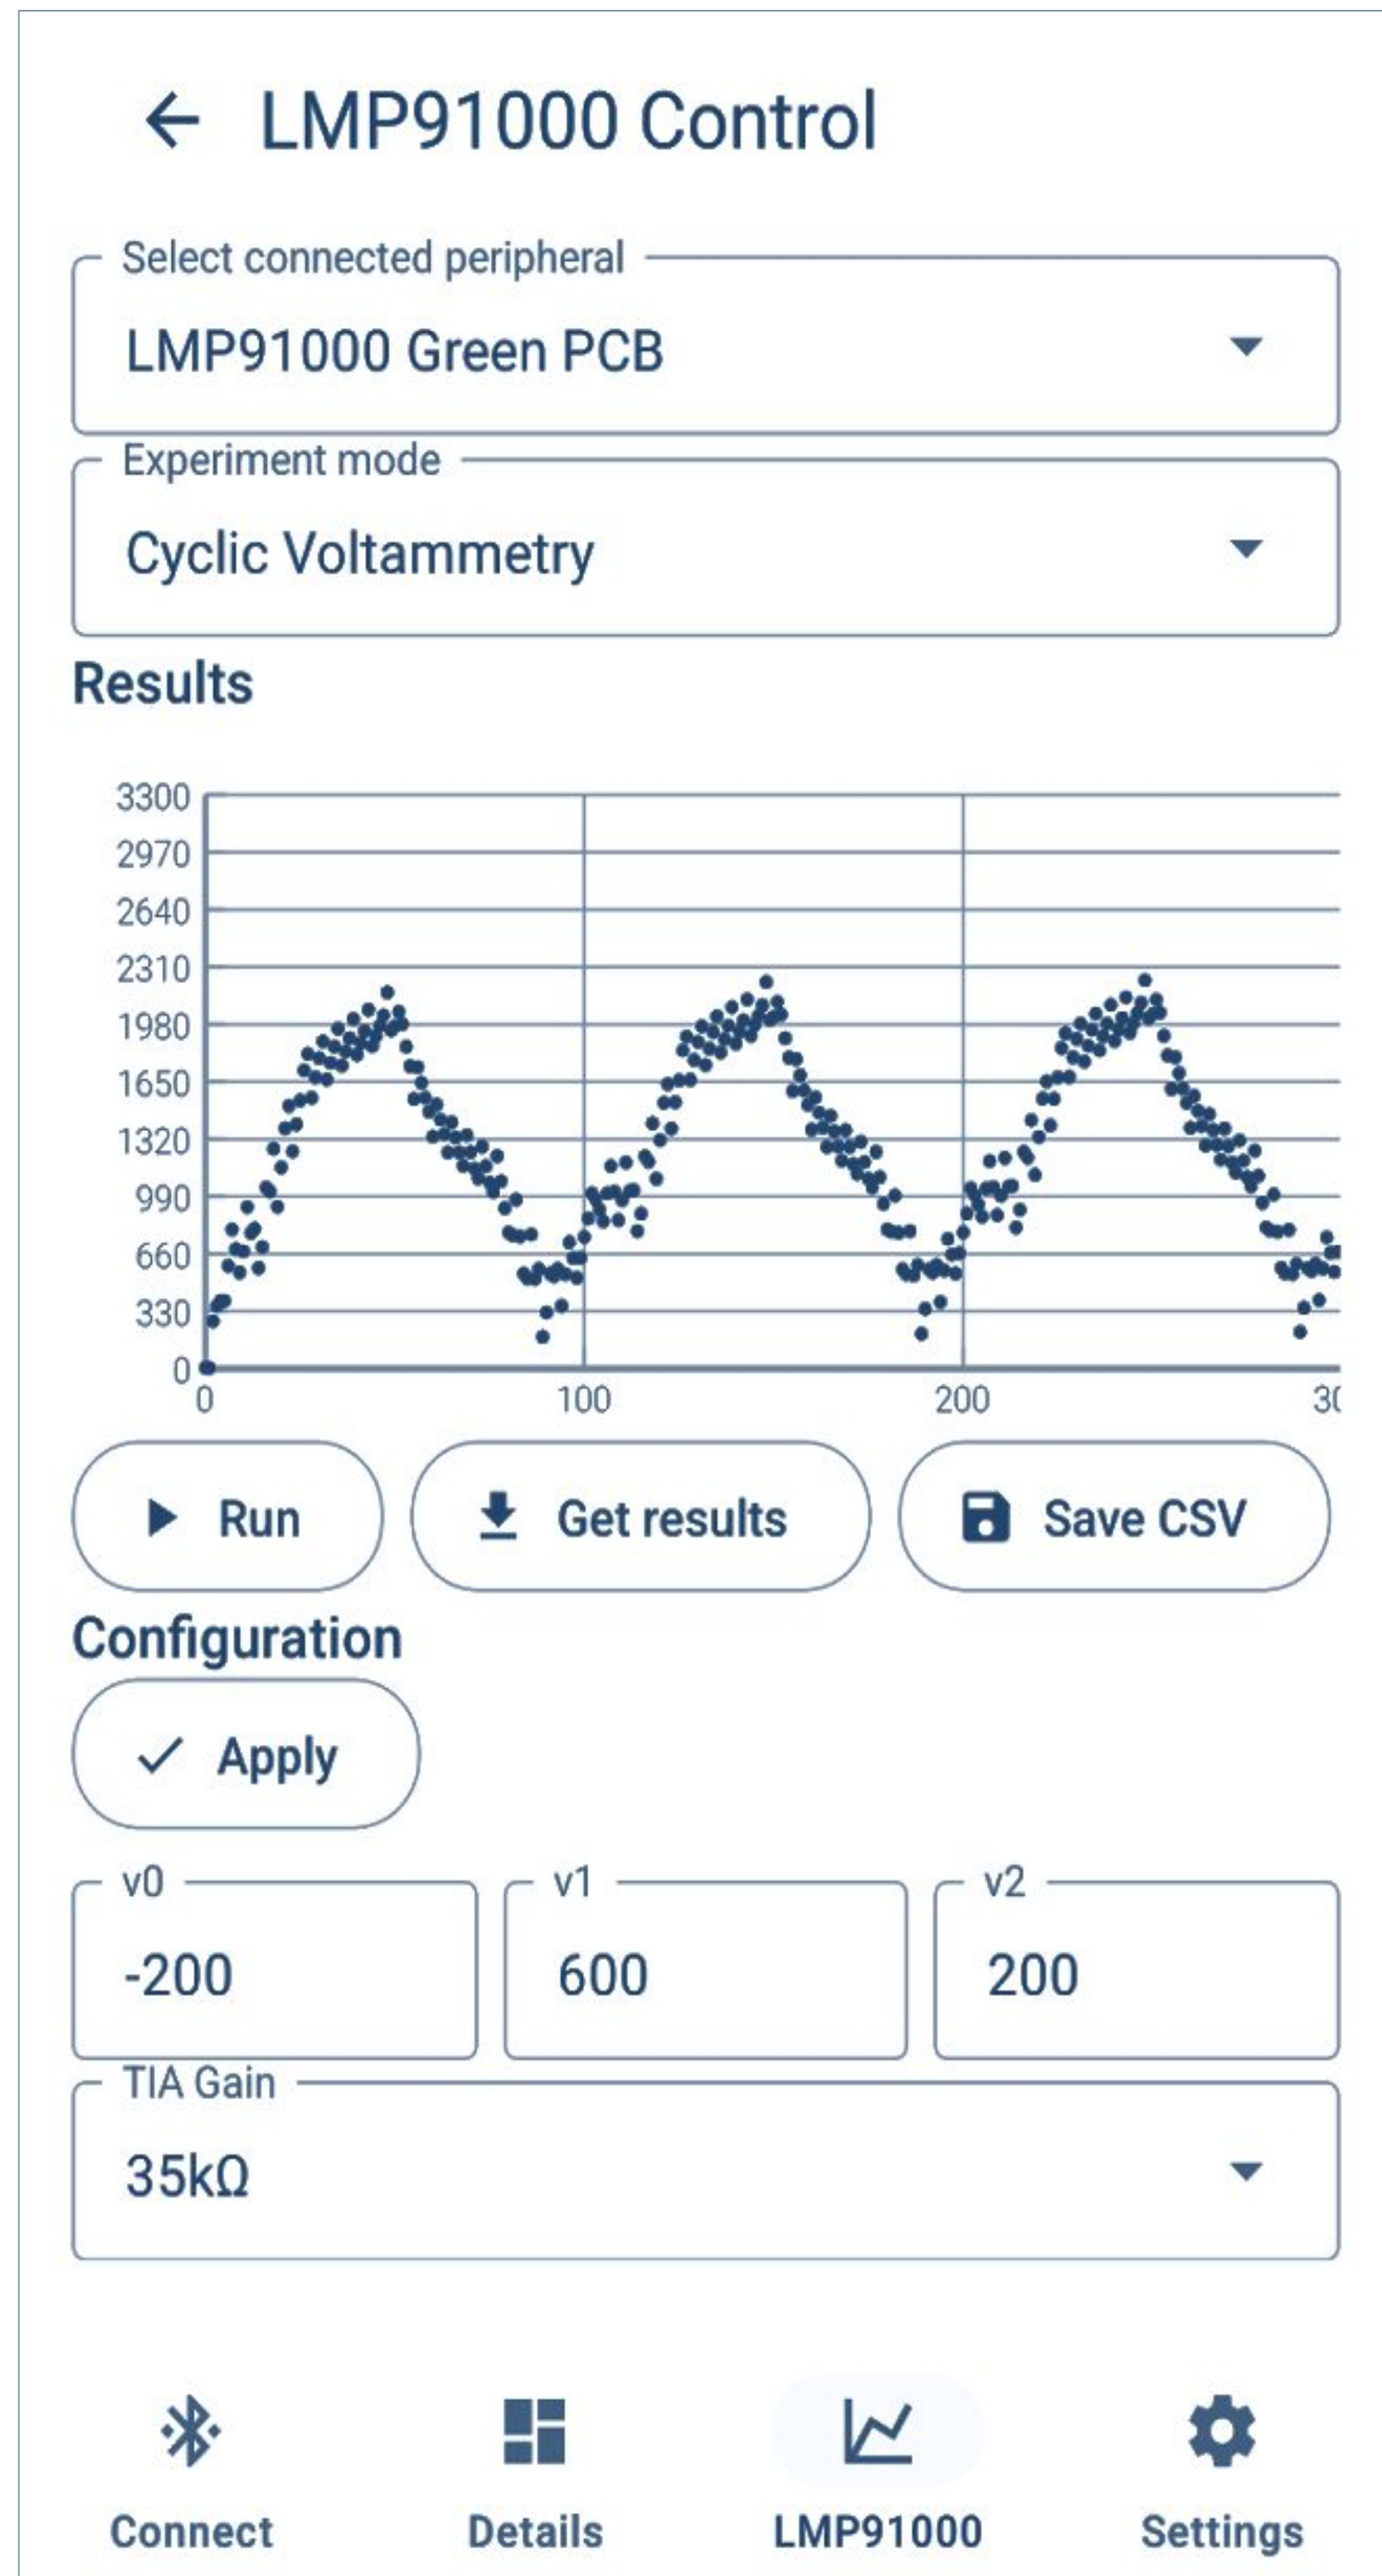 LMP91000 Control
Select connected peripheral
LMP91000 Green PCB
Experiment mode
Cyclic Voltammetry
Results
3300
2970
2640
2310
1980
1650
1320
990
660
330
0
0 100 200 30
Run Get results Save CSV
Configuration
Apply
v0 v1 v2
-200 600 200
TIA Gain
35kΩ
Connect Details LMP91000 Settings